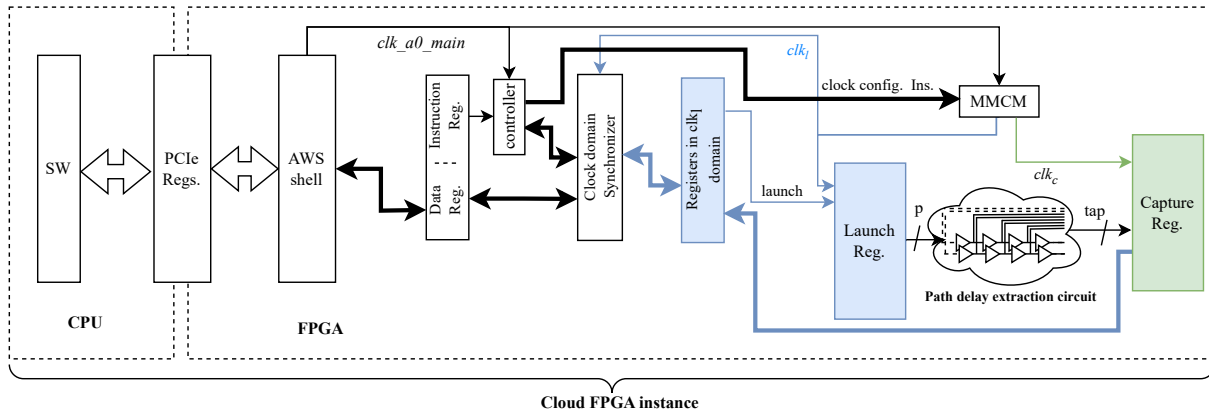 SW
PCIe
Regs.
AWS
shell
clk_a0_main
Instruction
Reg.
...
Data
Reg.
controller
Clock domain
Synchronizer
clk_l
Registers in clk_l
domain
launch
clock config. Ins.
MMCM
clk_c
Launch
Reg.
p
tap
Path delay extraction circuit
Capture
Reg.
CPU
FPGA
Cloud FPGA instance